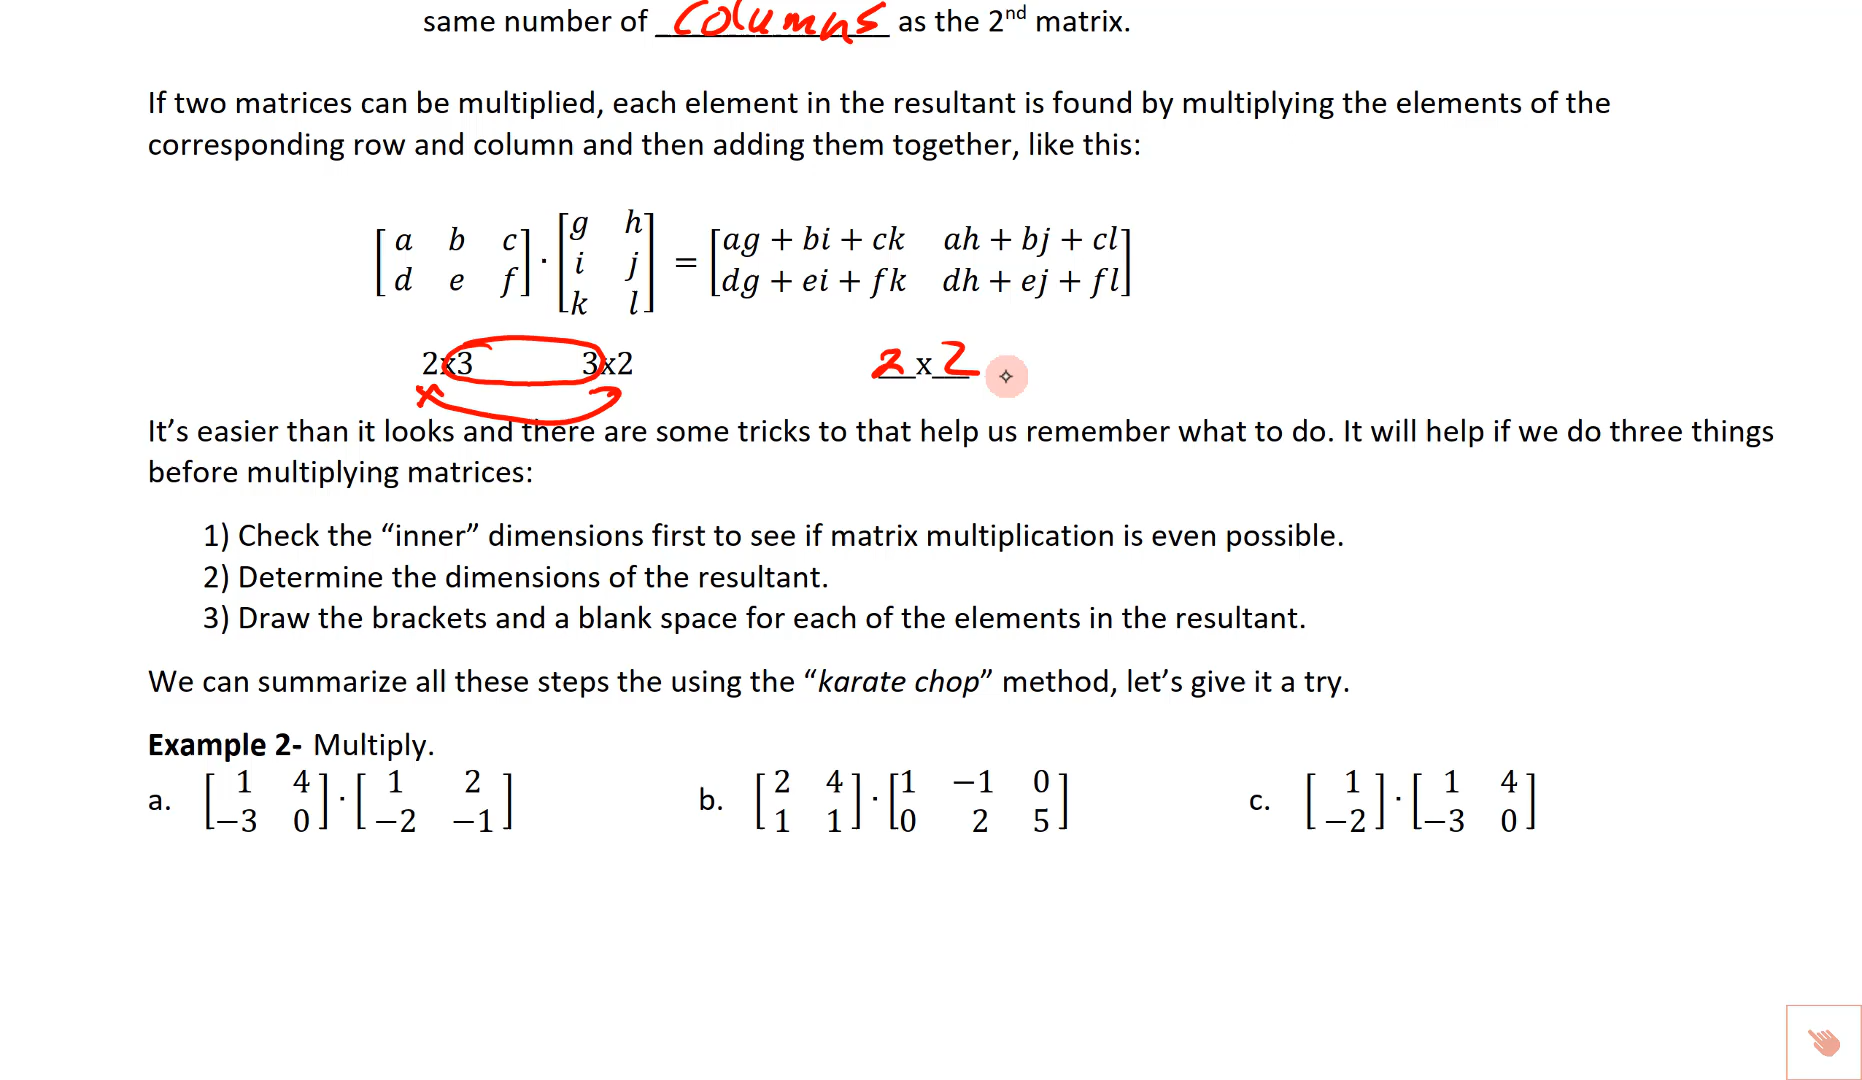 same number of columns as the 2nd matrix.
If two matrices can be multiplied, each element in the resultant is found by multiplying the elements of the
corresponding row and column and then adding them together, like this:
[a b c; d e f] · [g h; i j; k l] = [ag + bi + ck ah + bj + cl; dg + ei + fk dh + ej + fl]
2x3 3x2 2x2
It’s easier than it looks and there are some tricks to that help us remember what to do. It will help if we do three things
before multiplying matrices:
1) Check the “inner” dimensions first to see if matrix multiplication is even possible.
2) Determine the dimensions of the resultant.
3) Draw the brackets and a blank space for each of the elements in the resultant.
We can summarize all these steps the using the “karate chop” method, let’s give it a try.
Example 2- Multiply.
a. [1 4; −3 0] · [1 2; −2 −1] b. [2 4; 1 1] · [1 −1 0; 0 2 5] c. [1; −2] · [1 4; −3 0]